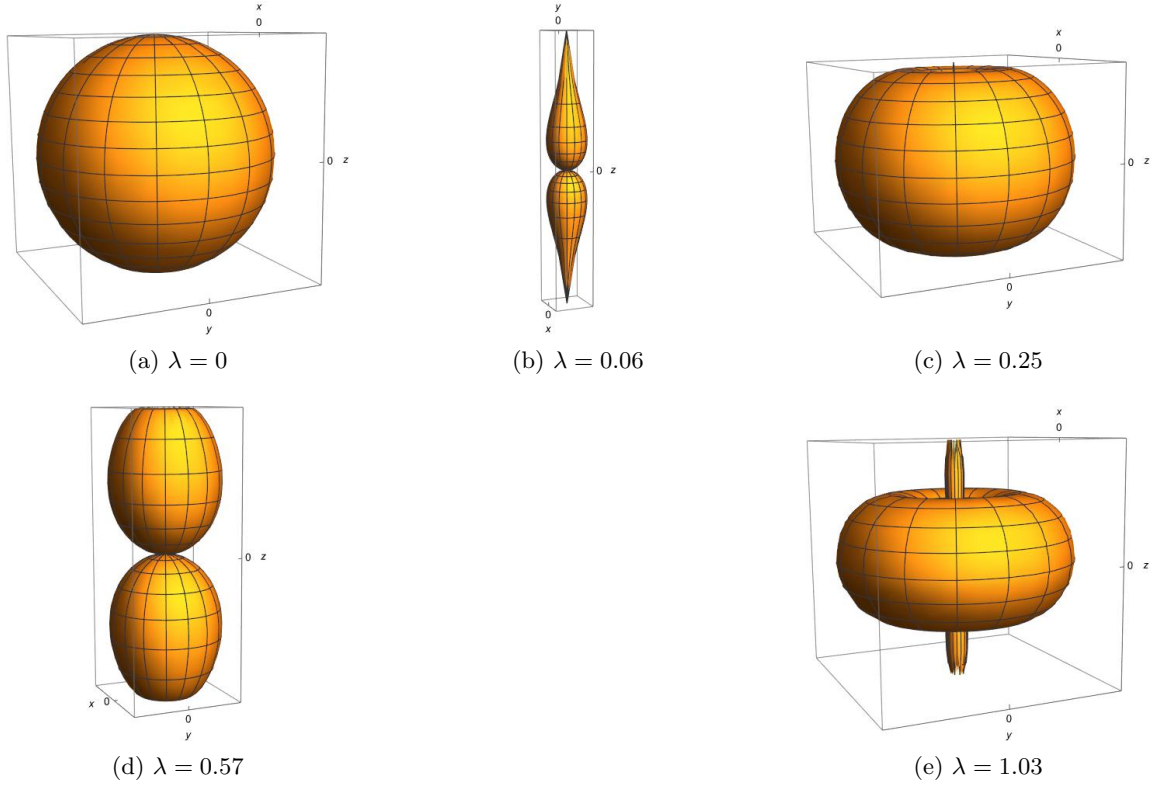 x
0
0 z
0
y
(a) λ = 0
y
0
0 z
0
x
(b) λ = 0.06
x
0
0 z
0
y
(c) λ = 0.25
0 z
x 0
0
y
(d) λ = 0.57
x
0
0 z
0
y
(e) λ = 1.03